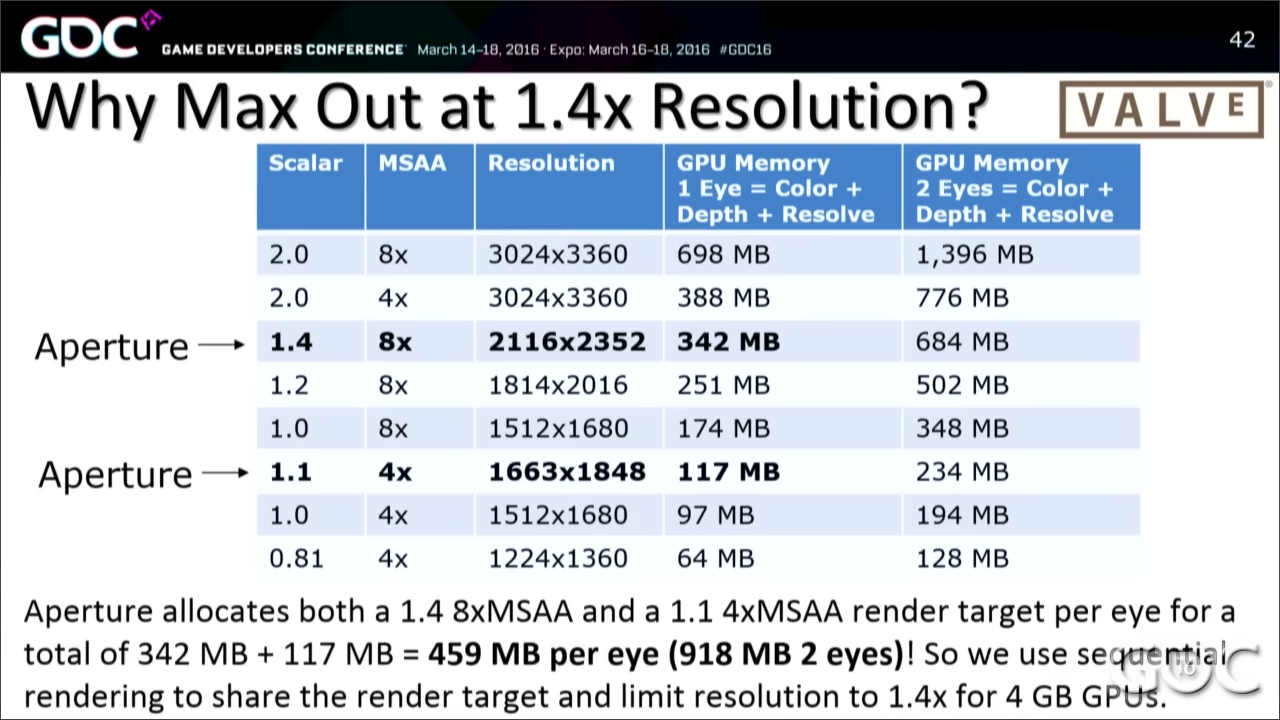 GDC
GAME DEVELOPERS CONFERENCE March 14–18, 2016 · Expo: March 16–18, 2016 #GDC16
42
Why Max Out at 1.4x Resolution?
VALVE®
Scalar MSAA Resolution GPU Memory 1 Eye = Color + Depth + Resolve GPU Memory 2 Eyes = Color + Depth + Resolve
2.0 8x 3024x3360 698 MB 1,396 MB
2.0 4x 3024x3360 388 MB 776 MB
Aperture 1.4 8x 2116x2352 342 MB 684 MB
1.2 8x 1814x2016 251 MB 502 MB
1.0 8x 1512x1680 174 MB 348 MB
Aperture 1.1 4x 1663x1848 117 MB 234 MB
1.0 4x 1512x1680 97 MB 194 MB
0.81 4x 1224x1360 64 MB 128 MB
Aperture allocates both a 1.4 8xMSAA and a 1.1 4xMSAA render target per eye for a
total of 342 MB + 117 MB = 459 MB per eye (918 MB 2 eyes)! So we use sequential
rendering to share the render target and limit resolution to 1.4x for 4 GB GPUs.
GDC
16